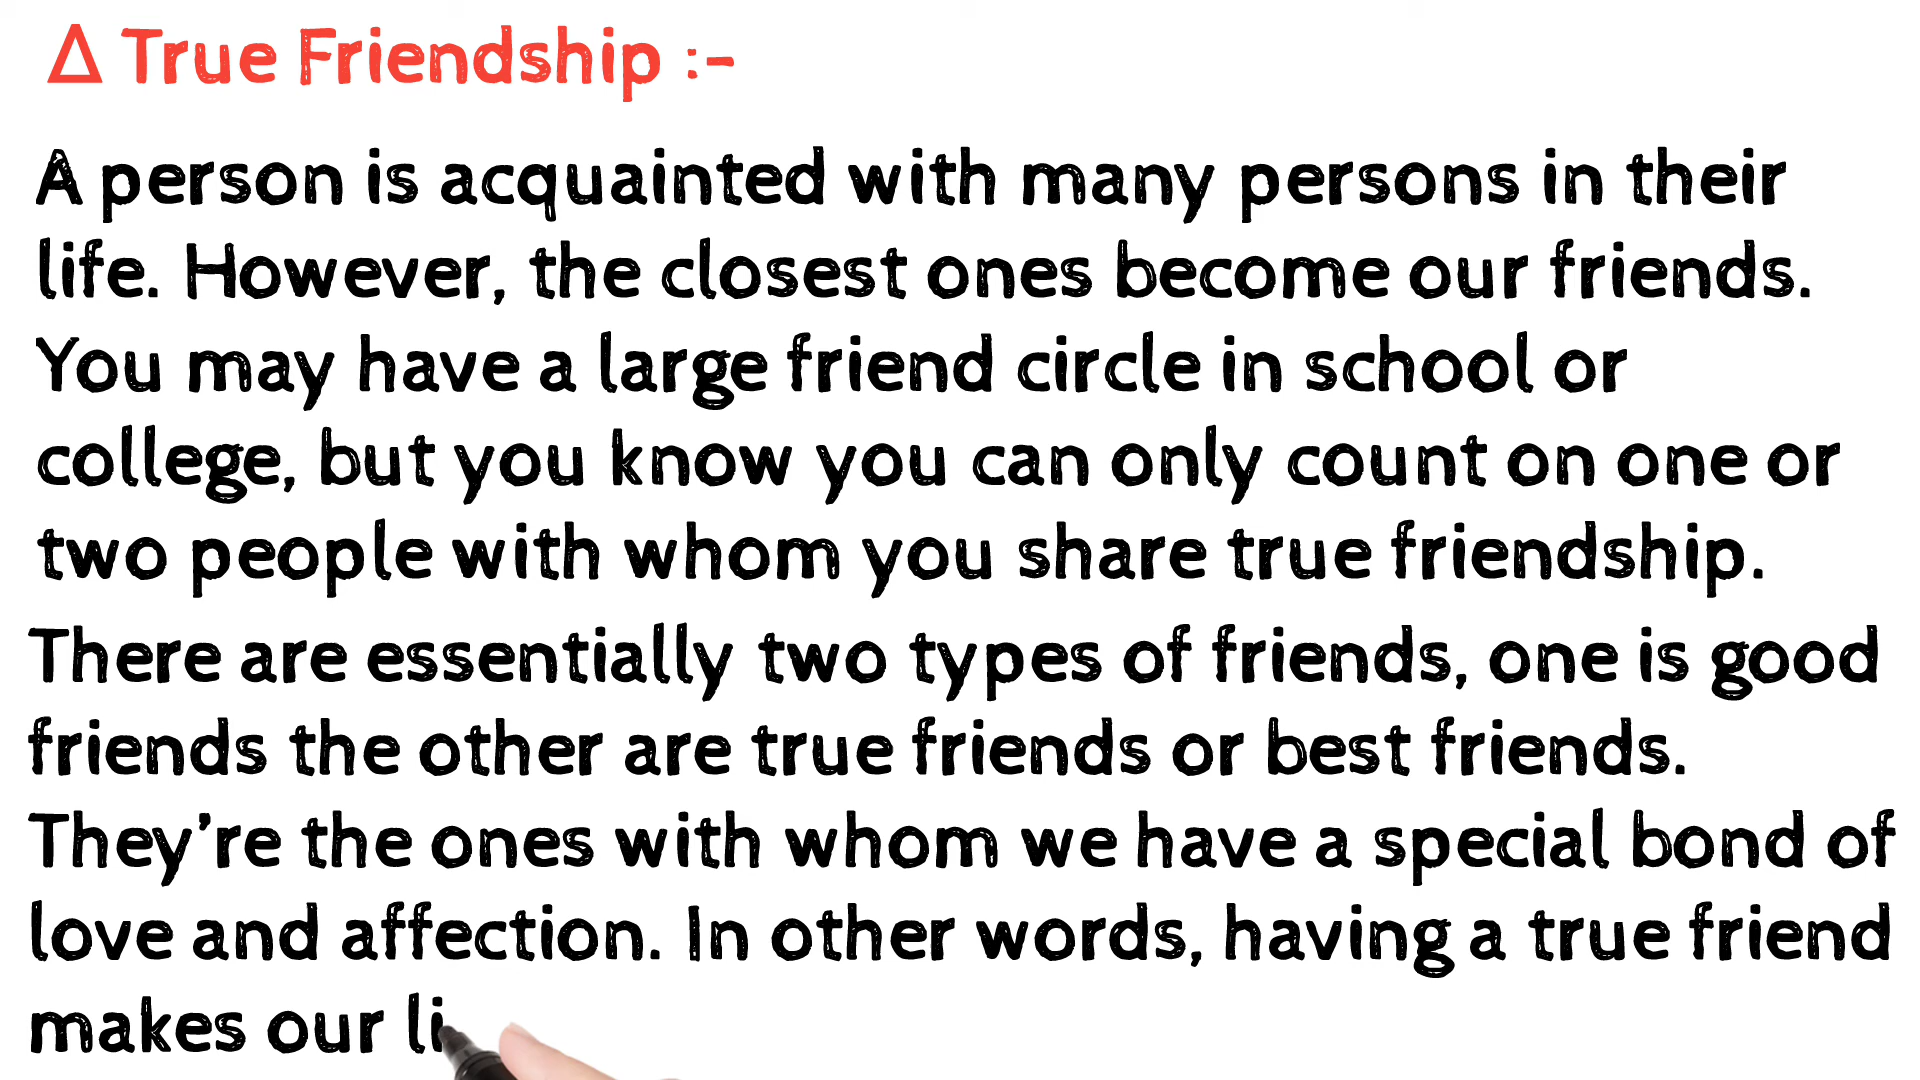 Δ True Friendship :-
A person is acquainted with many persons in their
life. However, the closest ones become our friends.
You may have a large friend circle in school or
college, but you know you can only count on one or
two people with whom you share true friendship.
There are essentially two types of friends, one is good
friends the other are true friends or best friends.
They’re the ones with whom we have a special bond of
love and affection. In other words, having a true friend
makes our li